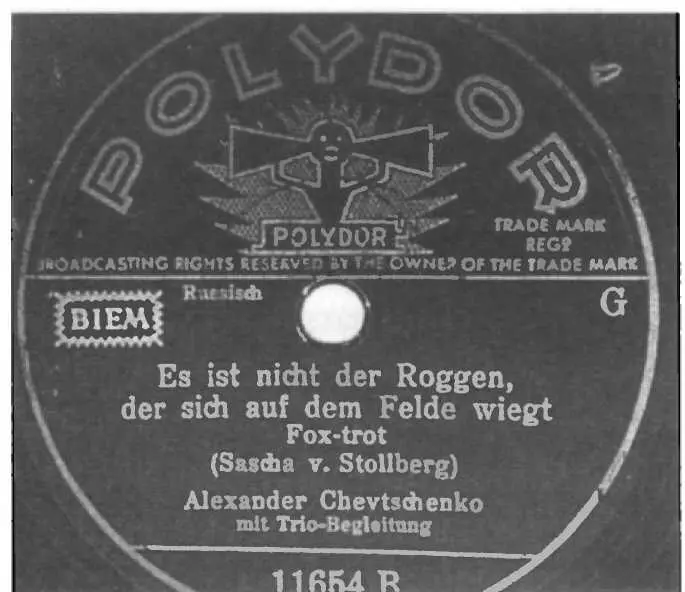 POLYDOR
POLYDOR
TRADE MARK
REGD
BROADCASTING RIGHTS RESERVED BY THE OWNER OF THE TRADE MARK
Russisch
BIEM
G
Es ist nicht der Roggen,
der sich auf dem Felde wiegt
Fox-trot
(Sascha v. Stollberg)
Alexander Chevtschenko
mit Trio-Begleitung
11654 B